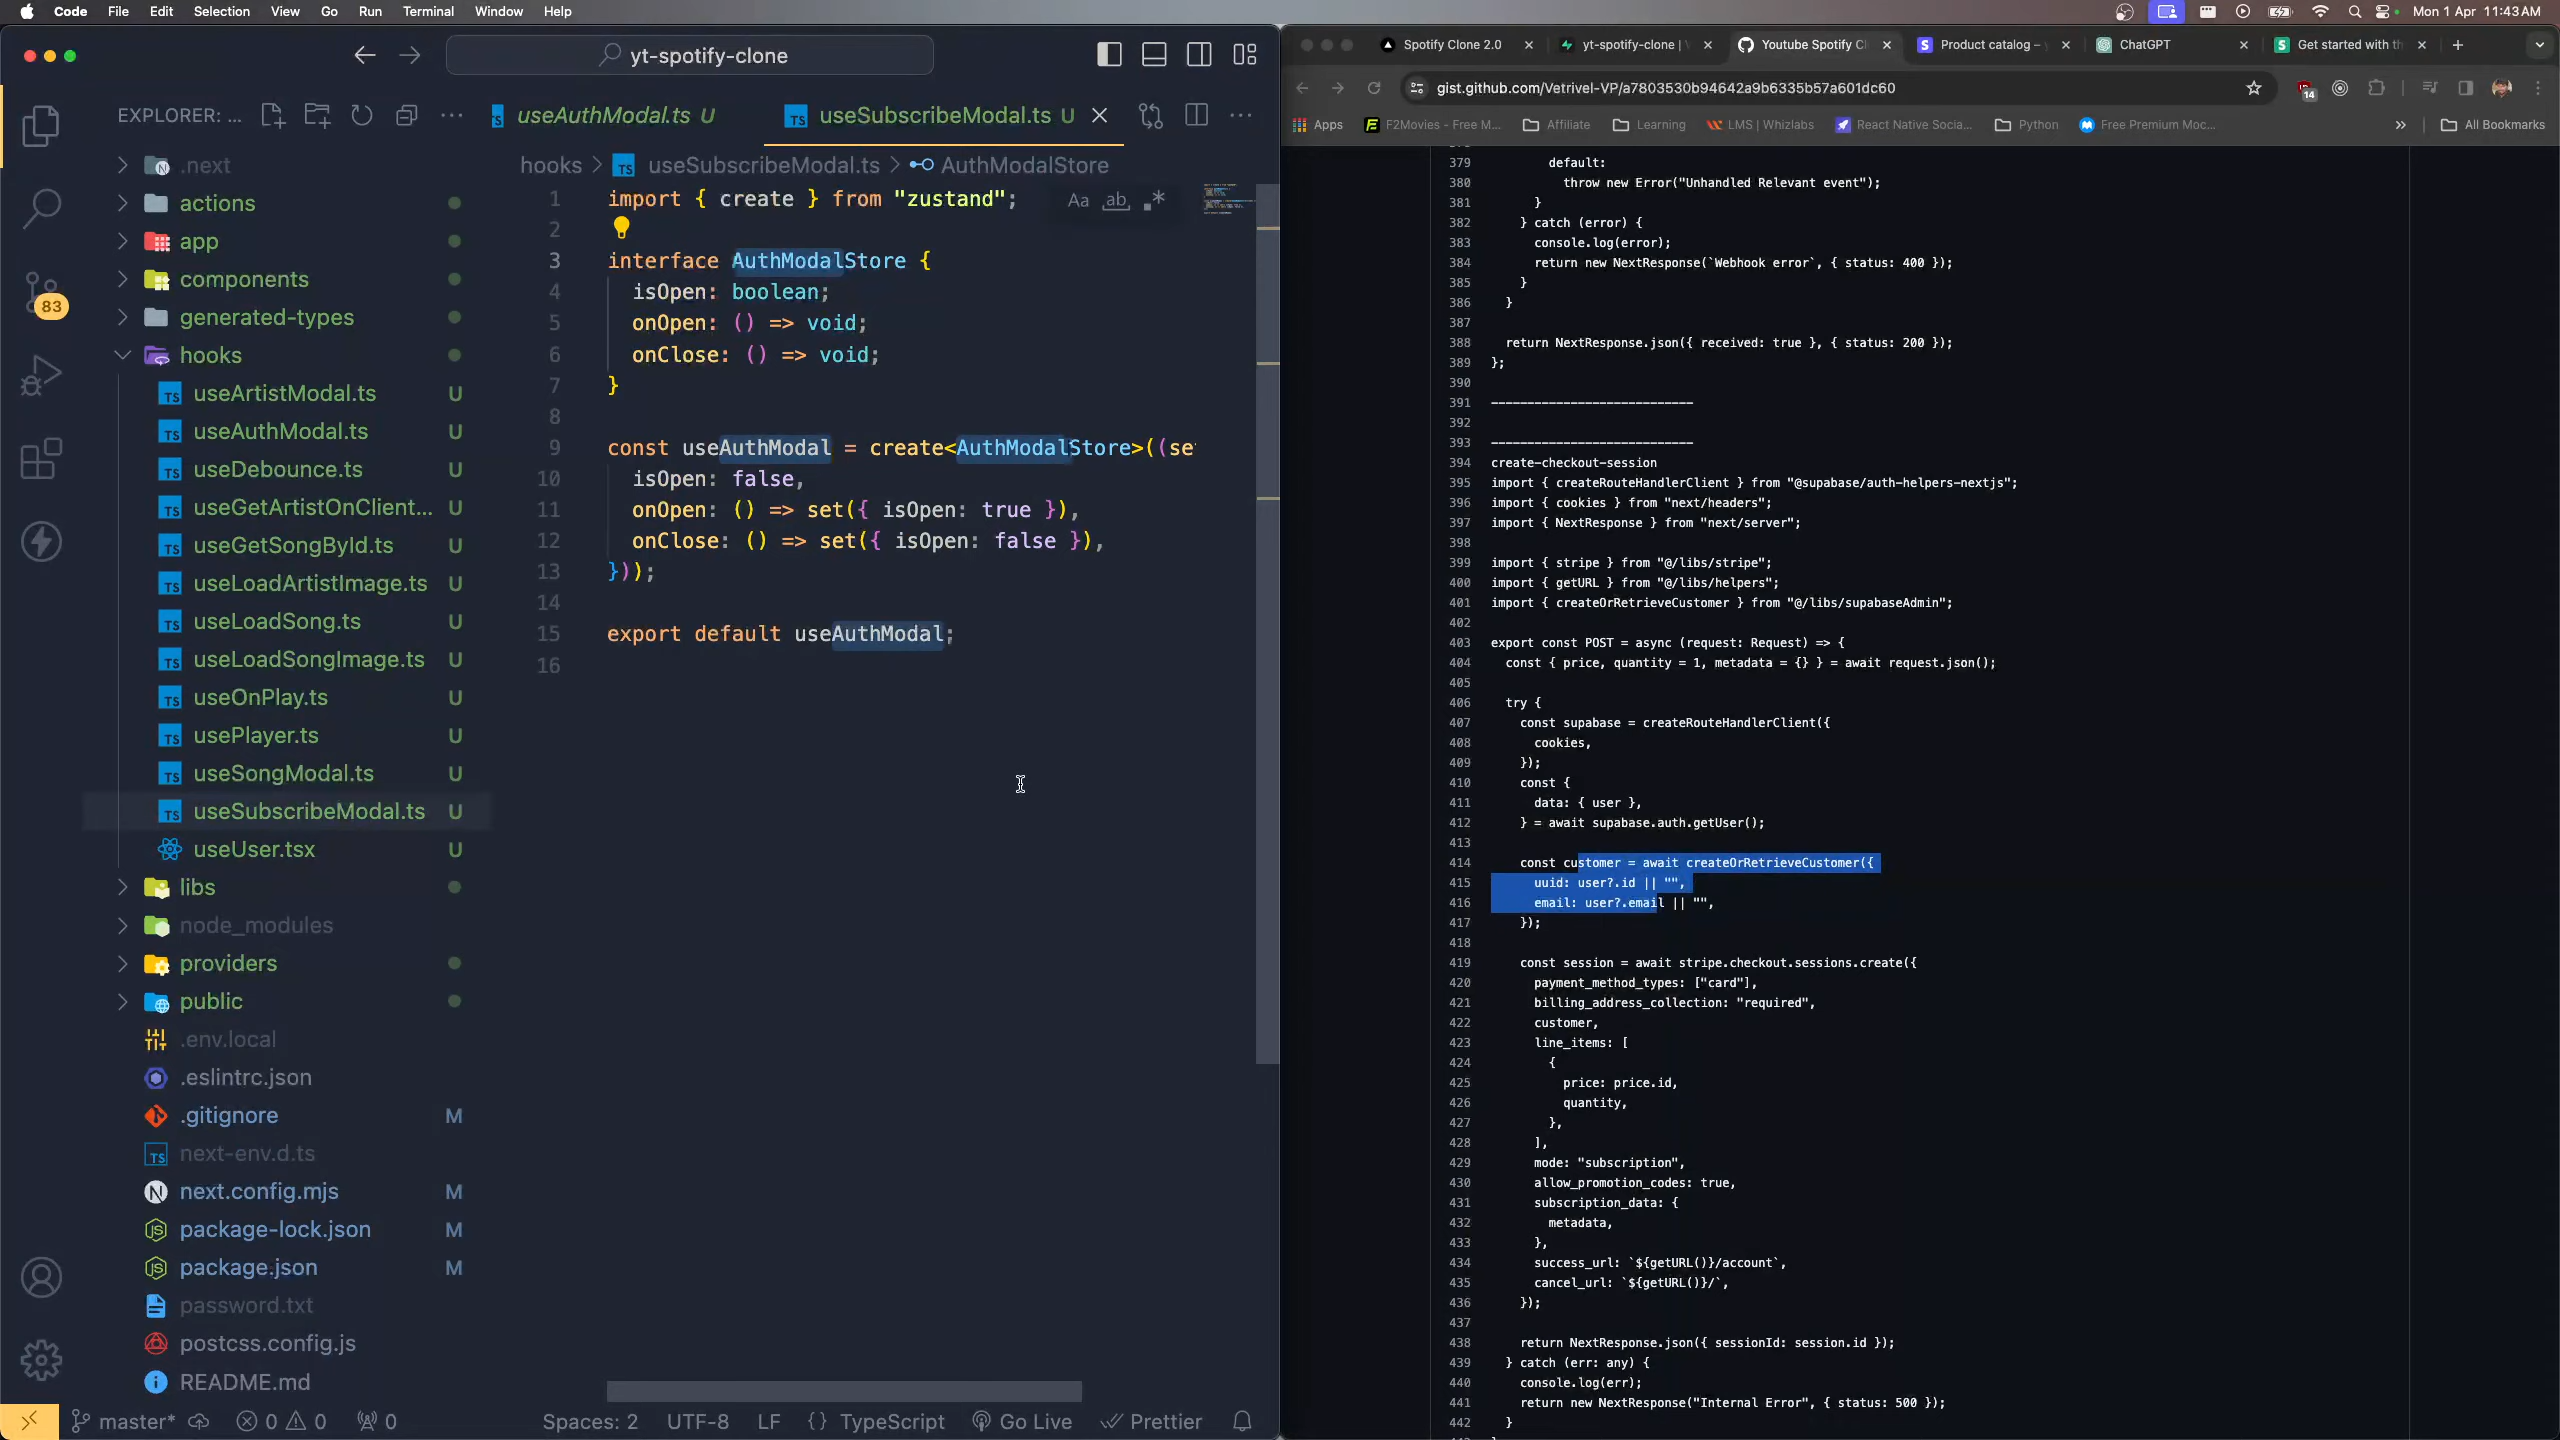 Code File Edit Selection View Go Run Terminal Window Help
Mon 1 Apr 11:43 AM
yt-spotify-clone
EXPLORER: ...
.next
actions
app
components
generated-types
hooks
useArtistModal.ts U
useAuthModal.ts U
useDebounce.ts U
useGetArtistOnClient... U
useGetSongById.ts U
useLoadArtistImage.ts U
useLoadSong.ts U
useLoadSongImage.ts U
useOnPlay.ts U
usePlayer.ts U
useSongModal.ts U
useSubscribeModal.ts U
useUser.tsx U
libs
node_modules
providers
public
.env.local
.eslintrc.json
.gitignore M
next-env.d.ts
next.config.mjs M
package-lock.json M
package.json M
password.txt
postcss.config.js
README.md
83
useAuthModal.ts U
useSubscribeModal.ts U
hooks > useSubscribeModal.ts > AuthModalStore
Aa ab
1 import { create } from "zustand";
2
3 interface AuthModalStore {
4 isOpen: boolean;
5 onOpen: () => void;
6 onClose: () => void;
7 }
8
9 const useAuthModal = create<AuthModalStore>((se
10 isOpen: false,
11 onOpen: () => set({ isOpen: true }),
12 onClose: () => set({ isOpen: false }),
13 }));
14
15 export default useAuthModal;
16
master* 0 0 0 Spaces: 2 UTF-8 LF {} TypeScript Go Live Prettier
Spotify Clone 2.0
yt-spotify-clone |
Youtube Spotify Cl
Product catalog –
ChatGPT
Get started with th
gist.github.com/Vetrivel-VP/a7803530b94642a9b6335b57a601dc60
14
Apps F2Movies - Free M... Affiliate Learning LMS | Whizlabs React Native Socia... Python Free Premium Moc... » All Bookmarks
379 default:
380 throw new Error("Unhandled Relevant event");
381 }
382 } catch (error) {
383 console.log(error);
384 return new NextResponse(`Webhook error`, { status: 400 });
385 }
386 }
387
388 return NextResponse.json({ received: true }, { status: 200 });
389 };
390
391 ----------------------------
392
393 ----------------------------
394 create-checkout-session
395 import { createRouteHandlerClient } from "@supabase/auth-helpers-nextjs";
396 import { cookies } from "next/headers";
397 import { NextResponse } from "next/server";
398
399 import { stripe } from "@/libs/stripe";
400 import { getURL } from "@/libs/helpers";
401 import { createOrRetrieveCustomer } from "@/libs/supabaseAdmin";
402
403 export const POST = async (request: Request) => {
404 const { price, quantity = 1, metadata = {} } = await request.json();
405
406 try {
407 const supabase = createRouteHandlerClient({
408 cookies,
409 });
410 const {
411 data: { user },
412 } = await supabase.auth.getUser();
413
414 const customer = await createOrRetrieveCustomer({
415 uuid: user?.id || "",
416 email: user?.email || "",
417 });
418
419 const session = await stripe.checkout.sessions.create({
420 payment_method_types: ["card"],
421 billing_address_collection: "required",
422 customer,
423 line_items: [
424 {
425 price: price.id,
426 quantity,
427 },
428 ],
429 mode: "subscription",
430 allow_promotion_codes: true,
431 subscription_data: {
432 metadata,
433 },
434 success_url: `${getURL()}/account`,
435 cancel_url: `${getURL()}/`,
436 });
437
438 return NextResponse.json({ sessionId: session.id });
439 } catch (err: any) {
440 console.log(err);
441 return new NextResponse("Internal Error", { status: 500 });
442 }